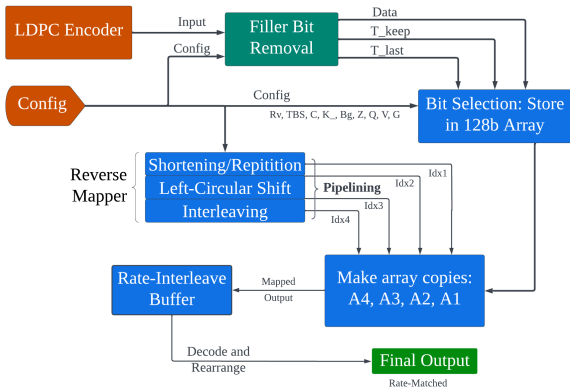 LDPC Encoder
Input
Filler Bit
Removal
Data
T_keep
T_last
Config
Config
Config
Rv, TBS, C, K_, Bg, Z, Q, V, G
Bit Selection: Store
in 128b Array
Reverse
Mapper
Shortening/Repitition
Left-Circular Shift
Interleaving
Pipelining
Idx1
Idx2
Idx3
Idx4
Rate-Interleave
Buffer
Mapped
Output
Make array copies:
A4, A3, A2, A1
Decode and
Rearrange
Final Output
Rate-Matched